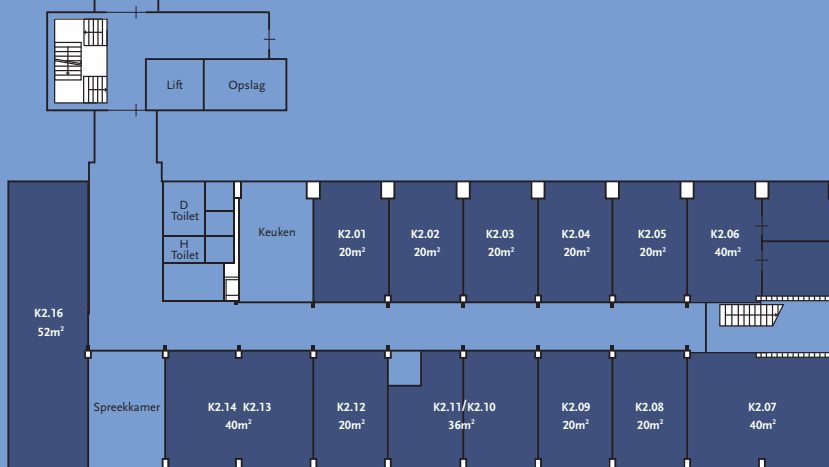 Lift
Opslag
D
Toilet
H
Toilet
Keuken
K2.01
20m²
K2.02
20m²
K2.03
20m²
K2.04
20m²
K2.05
20m²
K2.06
40m²
K2.16
52m²
Spreekkamer
K2.14 K2.13
40m²
K2.12
20m²
K2.11/K2.10
36m²
K2.09
20m²
K2.08
20m²
K2.07
40m²